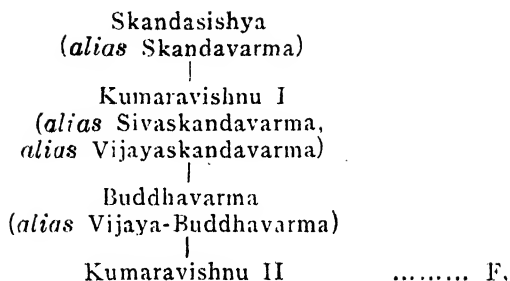 Skandasishya
(alias Skandavarma)
Kumaravishnu I
(alias Sivaskandavarma,
alias Vijayaskandavarma)
Buddhavarma
(alias Vijaya-Buddhavarma)
Kumaravishnu II ......... F.